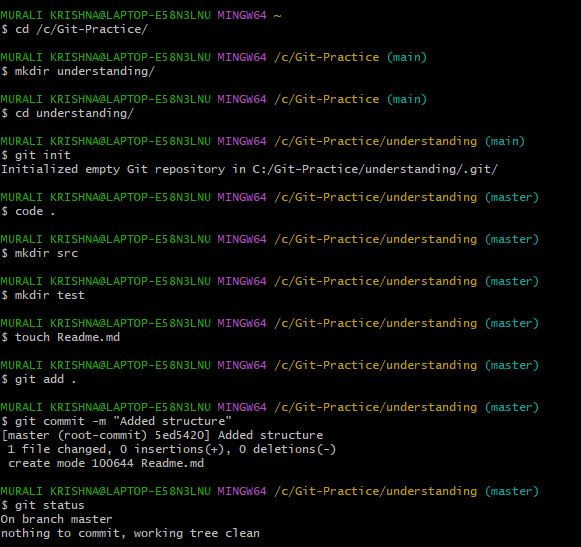 MURALI KRISHNA@LAPTOP-E58N3LNU MINGW64 ~
$ cd /c/Git-Practice/
MURALI KRISHNA@LAPTOP-E58N3LNU MINGW64 /c/Git-Practice (main)
$ mkdir understanding/
MURALI KRISHNA@LAPTOP-E58N3LNU MINGW64 /c/Git-Practice (main)
$ cd understanding/
MURALI KRISHNA@LAPTOP-E58N3LNU MINGW64 /c/Git-Practice/understanding (main)
$ git init
Initialized empty Git repository in C:/Git-Practice/understanding/.git/
MURALI KRISHNA@LAPTOP-E58N3LNU MINGW64 /c/Git-Practice/understanding (master)
$ code .
MURALI KRISHNA@LAPTOP-E58N3LNU MINGW64 /c/Git-Practice/understanding (master)
$ mkdir src
MURALI KRISHNA@LAPTOP-E58N3LNU MINGW64 /c/Git-Practice/understanding (master)
$ mkdir test
MURALI KRISHNA@LAPTOP-E58N3LNU MINGW64 /c/Git-Practice/understanding (master)
$ touch Readme.md
MURALI KRISHNA@LAPTOP-E58N3LNU MINGW64 /c/Git-Practice/understanding (master)
$ git add .
MURALI KRISHNA@LAPTOP-E58N3LNU MINGW64 /c/Git-Practice/understanding (master)
$ git commit -m "Added structure"
[master (root-commit) 5ed5420] Added structure
 1 file changed, 0 insertions(+), 0 deletions(-)
 create mode 100644 Readme.md
MURALI KRISHNA@LAPTOP-E58N3LNU MINGW64 /c/Git-Practice/understanding (master)
$ git status
On branch master
nothing to commit, working tree clean